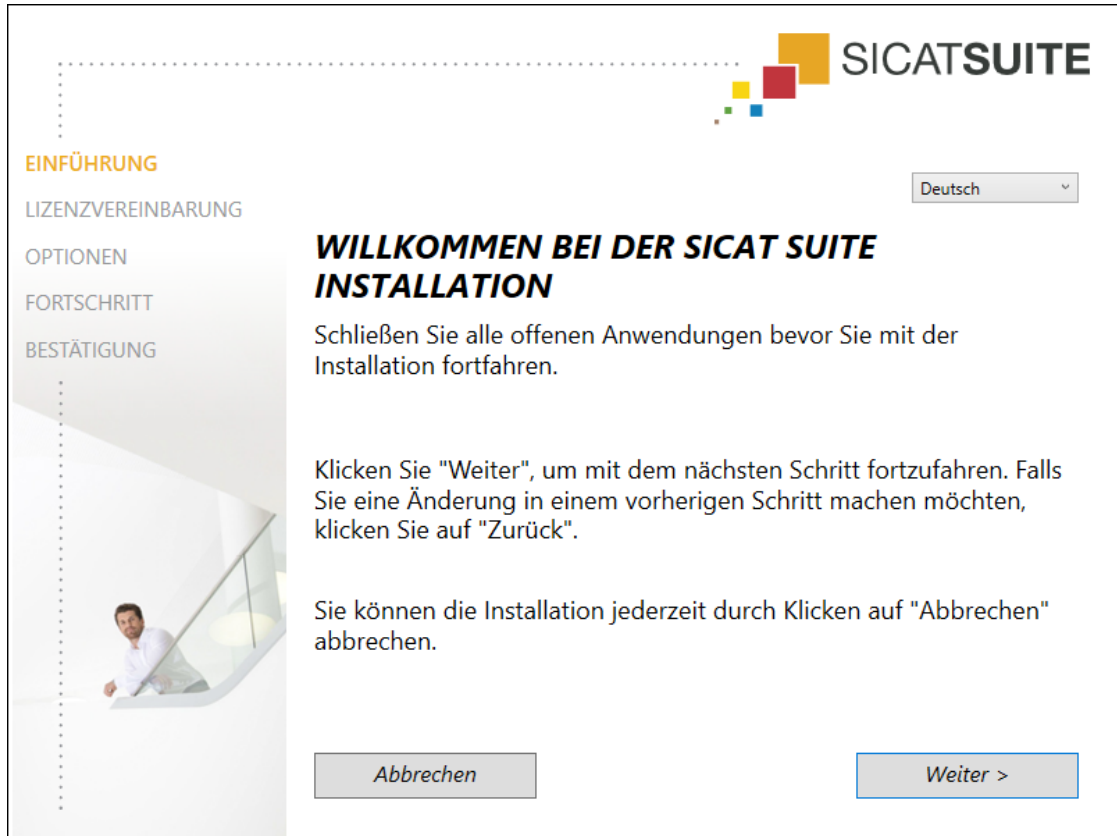 SICATSUITE
EINFÜHRUNG
LIZENZVEREINBARUNG
OPTIONEN
FORTSCHRITT
BESTÄTIGUNG
Deutsch
WILLKOMMEN BEI DER SICAT SUITE
INSTALLATION
Schließen Sie alle offenen Anwendungen bevor Sie mit der
Installation fortfahren.
Klicken Sie "Weiter", um mit dem nächsten Schritt fortzufahren. Falls
Sie eine Änderung in einem vorherigen Schritt machen möchten,
klicken Sie auf "Zurück".
Sie können die Installation jederzeit durch Klicken auf "Abbrechen"
abbrechen.
Abbrechen
Weiter >